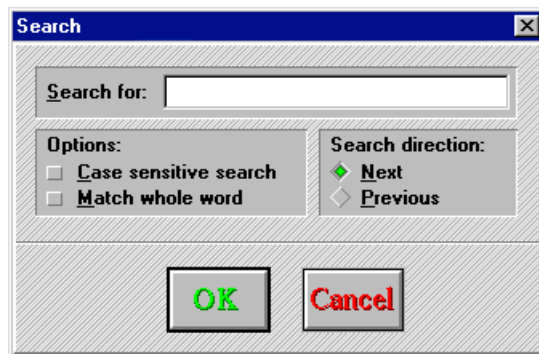 Search
Search for:
Options:
Case sensitive search
Match whole word
Search direction:
Next
Previous
OK
Cancel